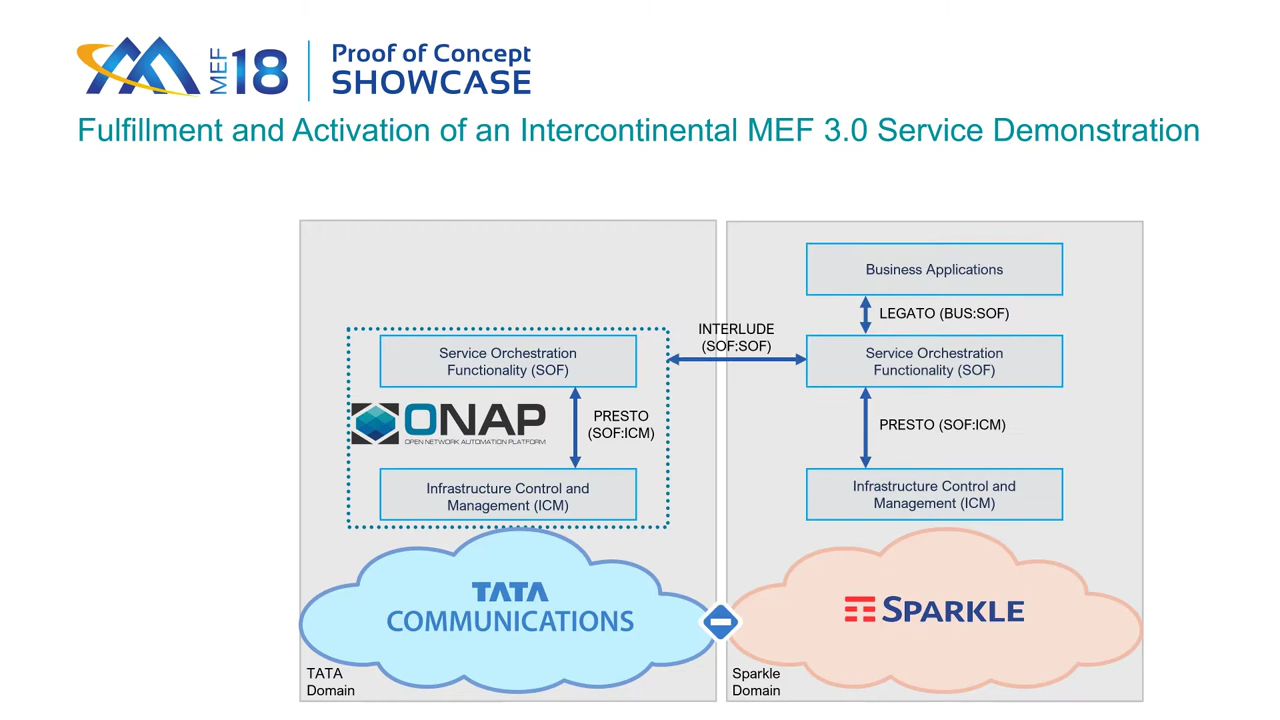 MEF 18
Proof of Concept
SHOWCASE
Fulfillment and Activation of an Intercontinental MEF 3.0 Service Demonstration
Business Applications
LEGATO (BUS:SOF)
INTERLUDE
(SOF:SOF)
Service Orchestration
Functionality (SOF)
Service Orchestration
Functionality (SOF)
ONAP
OPEN NETWORK AUTOMATION PLATFORM
PRESTO
(SOF:ICM)
PRESTO (SOF:ICM)
Infrastructure Control and
Management (ICM)
Infrastructure Control and
Management (ICM)
TATA
COMMUNICATIONS
SPARKLE
TATA
Domain
Sparkle
Domain